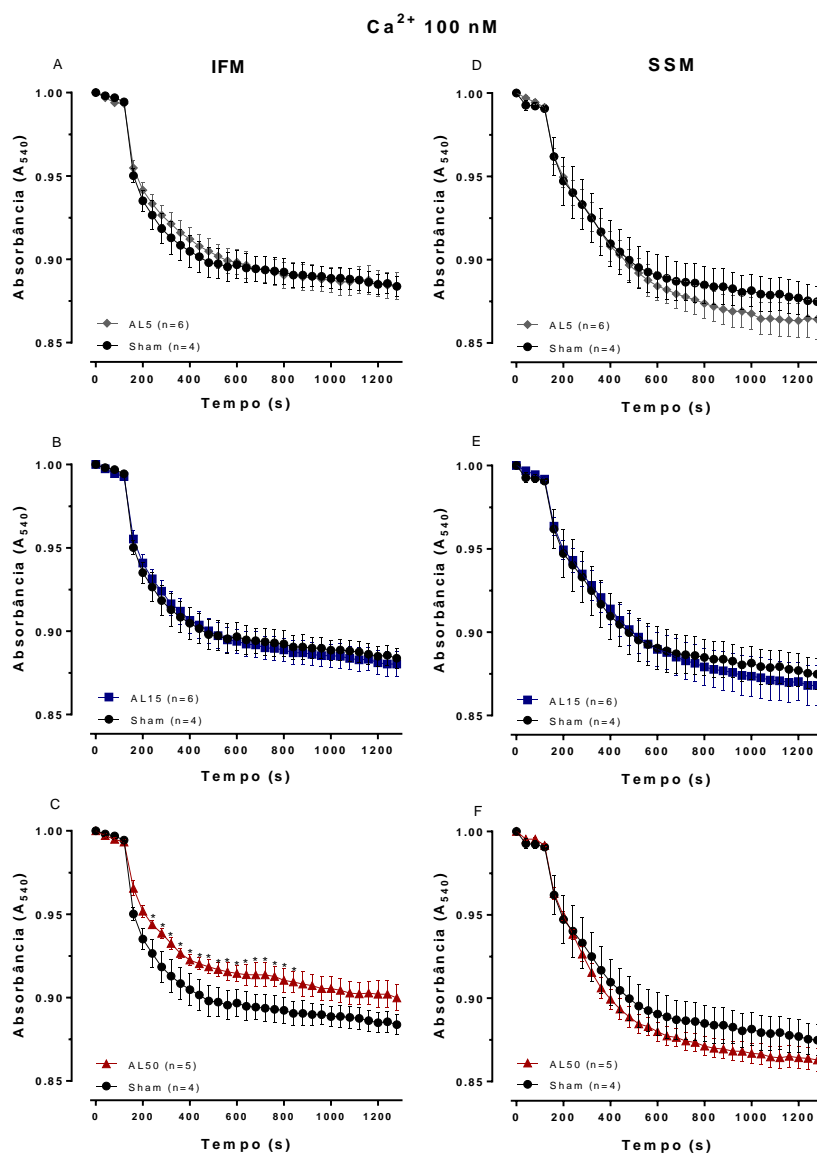 Ca²⁺ 100 nM
IFM
SSM
A
Absorbância (A₅₄₀)
1.00
0.95
0.90
0.85
AL5 (n=6)
Sham (n=4)
0 200 400 600 800 1000 1200
Tempo (s)
D
Absorbância (A₅₄₀)
1.00
0.95
0.90
0.85
AL5 (n=6)
Sham (n=4)
0 200 400 600 800 1000 1200
Tempo (s)
B
Absorbância (A₅₄₀)
1.00
0.95
0.90
0.85
AL15 (n=6)
Sham (n=4)
0 200 400 600 800 1000 1200
Tempo (s)
E
Absorbância (A₅₄₀)
1.00
0.95
0.90
0.85
AL15 (n=6)
Sham (n=4)
0 200 400 600 800 1000 1200
Tempo (s)
C
Absorbância (A₅₄₀)
1.00
0.95
0.90
0.85
* * * * * * * * * * * * * * * * *
AL50 (n=5)
Sham (n=4)
0 200 400 600 800 1000 1200
Tempo (s)
F
Absorbância (A₅₄₀)
1.00
0.95
0.90
0.85
AL50 (n=5)
Sham (n=4)
0 200 400 600 800 1000 1200
Tempo (s)